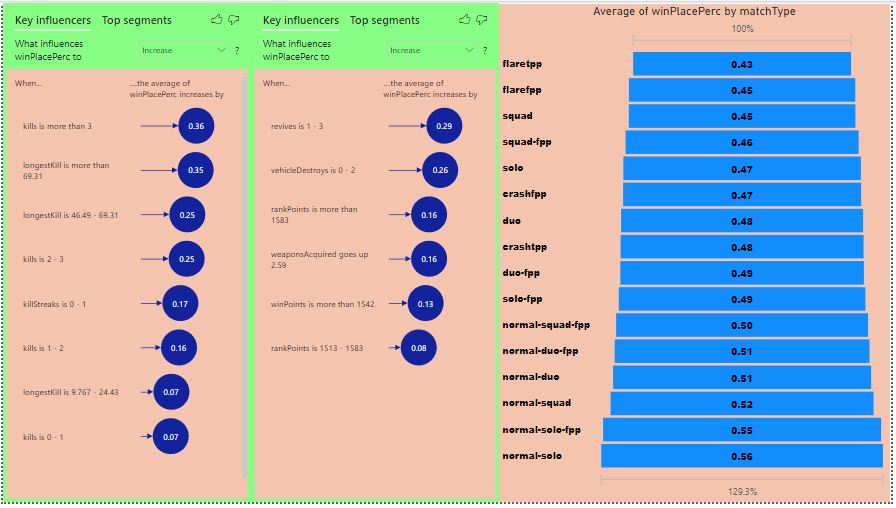 Key influencers Top segments
What influences
winPlacePerc to
Increase
?
When...
....the average of
winPlacePerc increases by
kills is more than 3
0.36
longestKill is more than
69.31
0.35
longestKill is 46.49 - 69.31
0.25
kills is 2 - 3
0.25
killStreaks is 0 - 1
0.17
kills is 1 - 2
0.16
longestKill is 9.767 - 24.43
0.07
kills is 0 - 1
0.07
Key influencers Top segments
What influences
winPlacePerc to
Increase
?
When...
....the average of
winPlacePerc increases by
revives is 1 - 3
0.29
vehicleDestroys is 0 - 2
0.26
rankPoints is more than
1583
0.16
weaponsAcquired goes up
2.59
0.16
winPoints is more than 1542
0.13
rankPoints is 1513 - 1583
0.08
Average of winPlacePerc by matchType
100%
flaretpp 0.43
flarefpp 0.45
squad 0.45
squad-fpp 0.46
solo 0.47
crashfpp 0.47
duo 0.48
crashtpp 0.48
duo-fpp 0.49
solo-fpp 0.49
normal-squad-fpp 0.50
normal-duo-fpp 0.51
normal-duo 0.51
normal-squad 0.52
normal-solo-fpp 0.55
normal-solo 0.56
129.3%